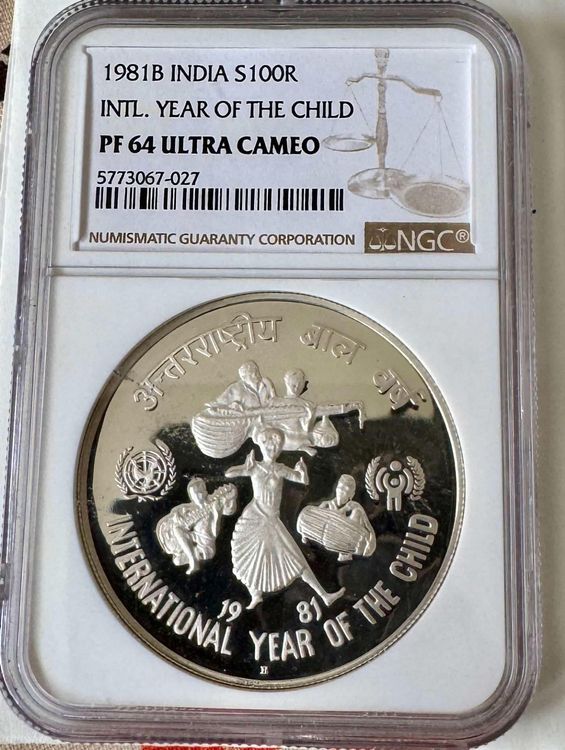 1981B INDIA S100R
INTL. YEAR OF THE CHILD
PF 64 ULTRA CAMEO
5773067-027
NUMISMATIC GUARANTY CORPORATION
NGC®
अन्तरराष्ट्रीय बाल वर्ष
19 81
INTERNATIONAL YEAR OF THE CHILD